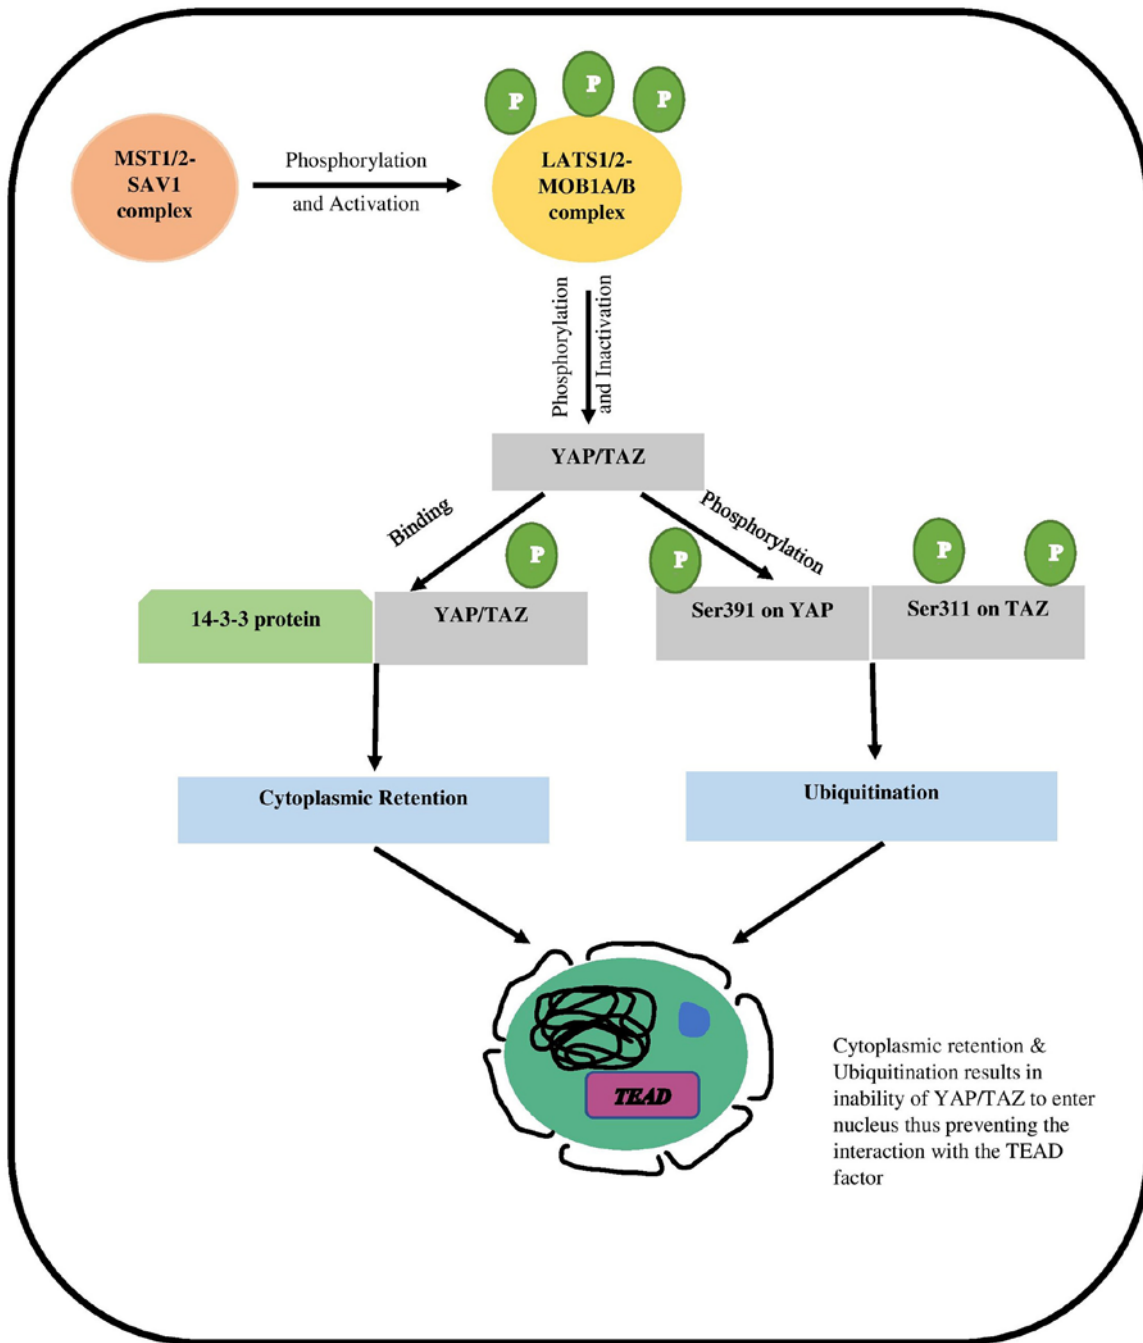 P
P
P
MST1/2-
SAV1
complex
Phosphorylation
and Activation
LATS1/2-
MOB1A/B
complex
Phosphorylation
and Inactivation
YAP/TAZ
Binding
Phosphorylation
P
P
P
P
14-3-3 protein
YAP/TAZ
Ser391 on YAP
Ser311 on TAZ
Cytoplasmic Retention
Ubiquitination
TEAD
Cytoplasmic retention &
Ubiquitination results in
inability of YAP/TAZ to enter
nucleus thus preventing the
interaction with the TEAD
factor